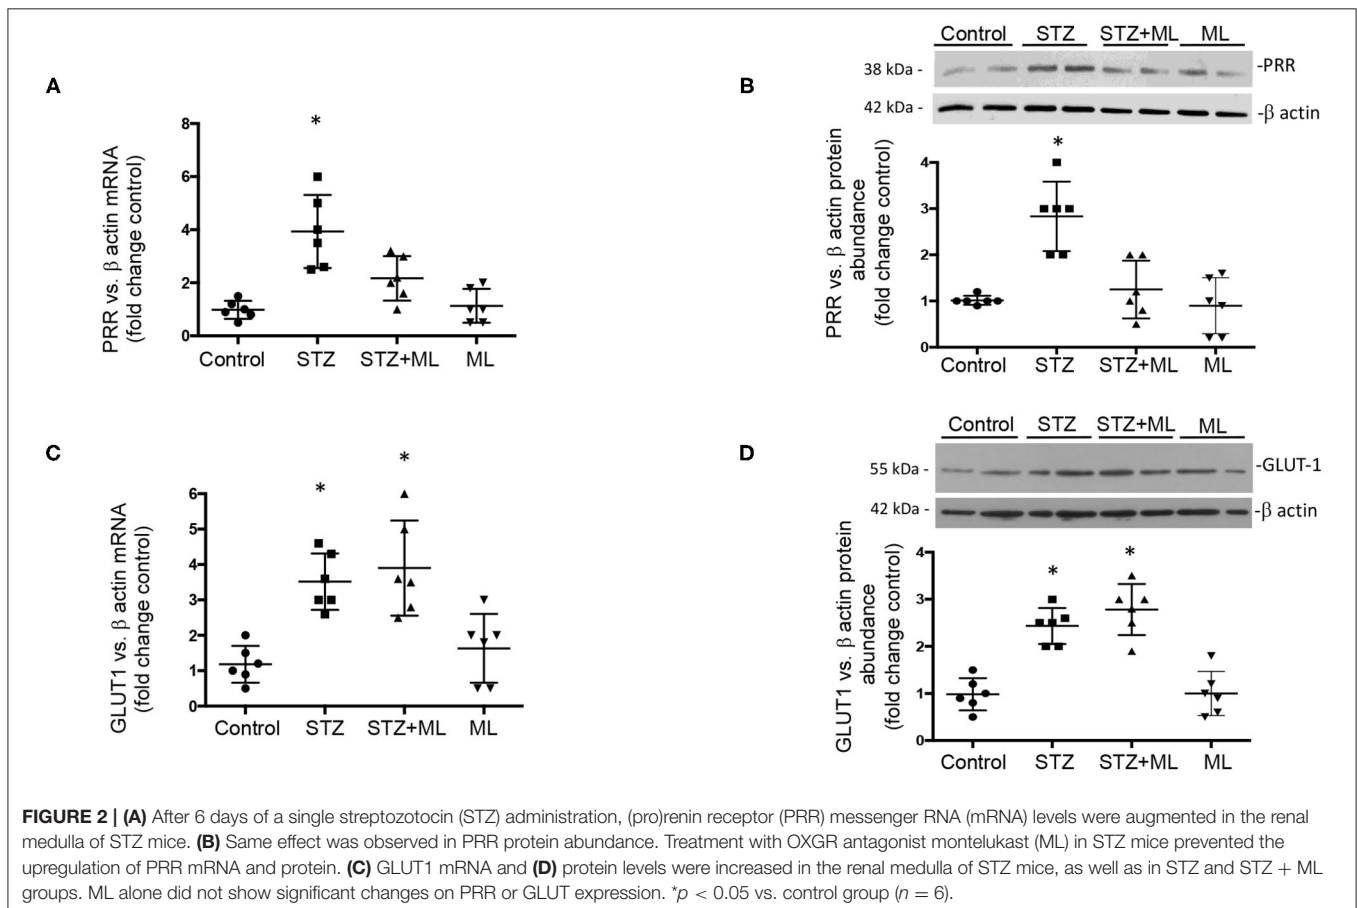 A
PRR vs. β actin mRNA
(fold change control)
8
6
4
2
0
*
Control STZ STZ+ML ML
B
Control STZ STZ+ML ML
38 kDa - -PRR
42 kDa - -β actin
PRR vs. β actin protein
abundance
(fold change control)
4
3
2
1
0
*
Control STZ STZ+ML ML
C
GLUT1 vs. β actin mRNA
(fold change control)
6
5
4
3
2
1
0
* *
Control STZ STZ+ML ML
D
Control STZ STZ+ML ML
55 kDa - -GLUT-1
42 kDa - -β actin
GLUT1 vs. β actin protein
abundance
(fold change control)
4
3
2
1
0
* *
Control STZ STZ+ML ML
FIGURE 2 | (A) After 6 days of a single streptozotocin (STZ) administration, (pro)renin receptor (PRR) messenger RNA (mRNA) levels were augmented in the renal
medulla of STZ mice. (B) Same effect was observed in PRR protein abundance. Treatment with OXGR antagonist montelukast (ML) in STZ mice prevented the
upregulation of PRR mRNA and protein. (C) GLUT1 mRNA and (D) protein levels were increased in the renal medulla of STZ mice, as well as in STZ and STZ + ML
groups. ML alone did not show significant changes on PRR or GLUT expression. *p < 0.05 vs. control group (n = 6).